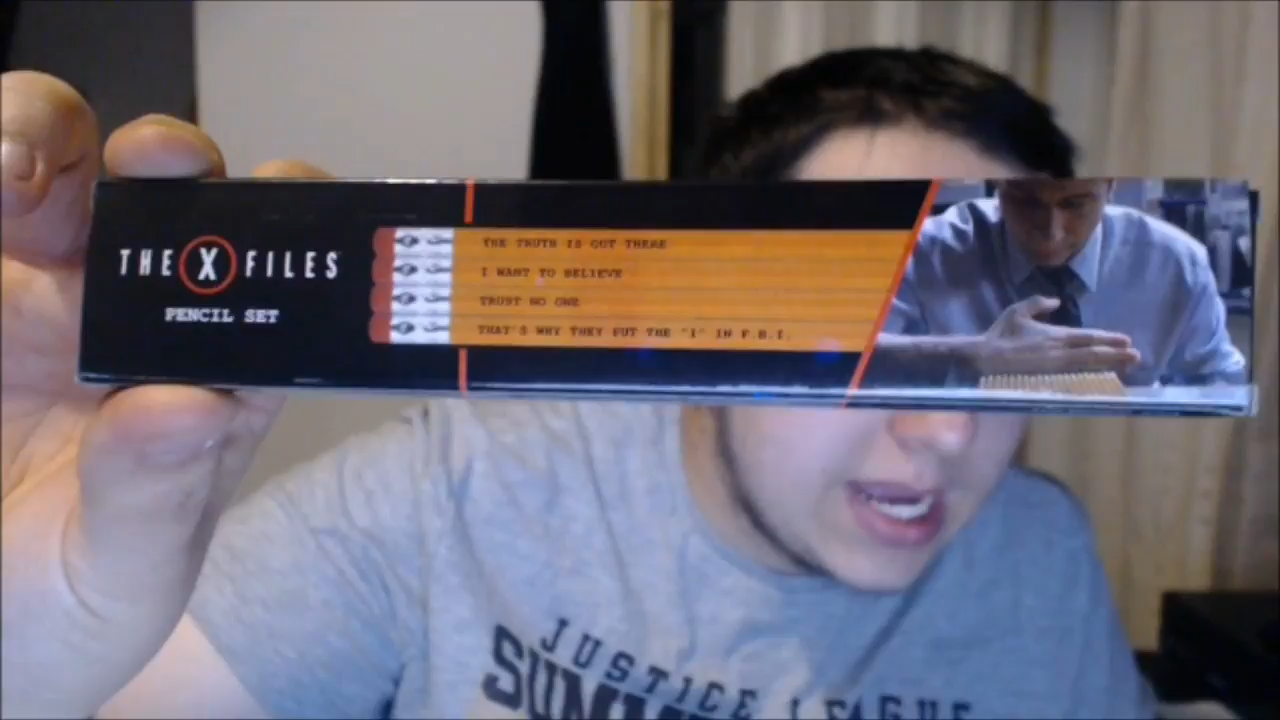 THE X FILES
PENCIL SET
THE TRUTH IS OUT THERE
I WANT TO BELIEVE
TRUST NO ONE
THAT'S WHY THEY PUT THE "I" IN F.B.I.
JUSTICE LEAGUE